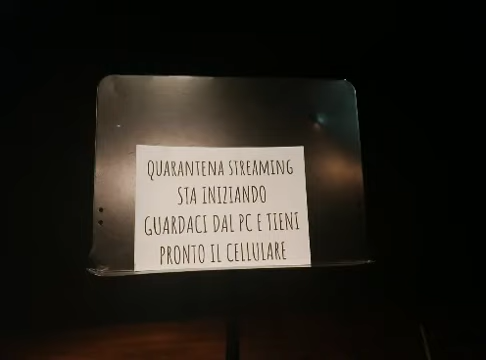 QUARANTENA STREAMING
STA INIZIANDO
GUARDACI DAL PC E TIENI
PRONTO IL CELLULARE